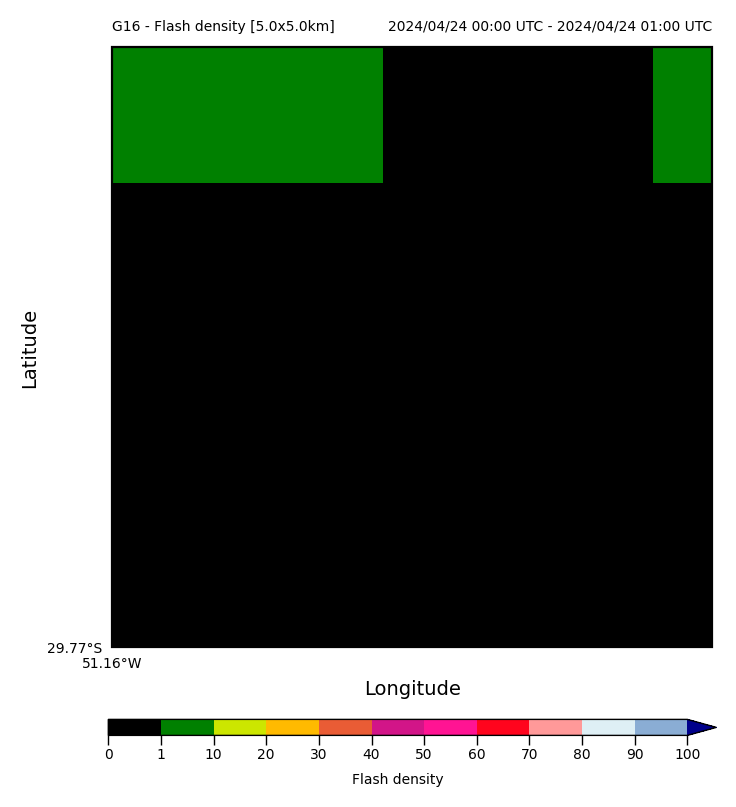 G16 - Flash density [5.0x5.0km] 2024/04/24 00:00 UTC - 2024/04/24 01:00 UTC
Latitude
29.77°S
51.16°W
Longitude
0 1 10 20 30 40 50 60 70 80 90 100
Flash density